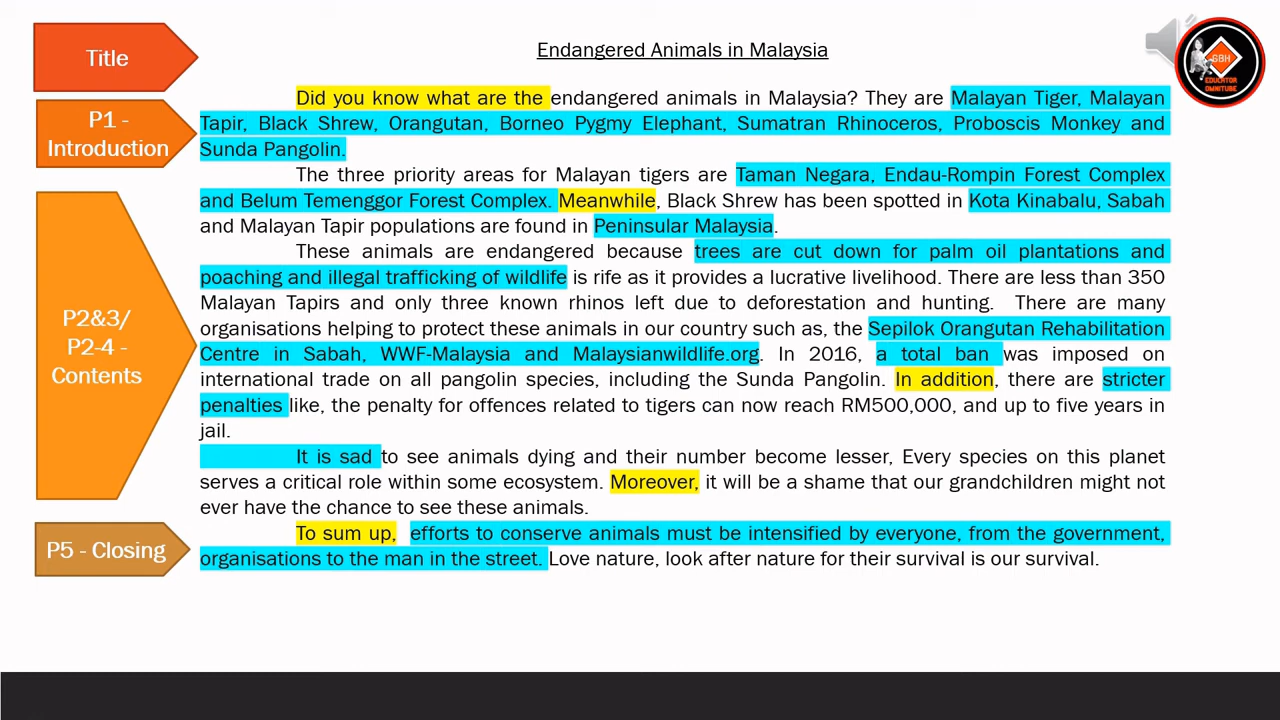 Title
Endangered Animals in Malaysia
P1 -
Introduction
Did you know what are the endangered animals in Malaysia? They are Malayan Tiger, Malayan
Tapir, Black Shrew, Orangutan, Borneo Pygmy Elephant, Sumatran Rhinoceros, Proboscis Monkey and
Sunda Pangolin.
P2&3/
P2-4 -
Contents
The three priority areas for Malayan tigers are Taman Negara, Endau-Rompin Forest Complex
and Belum Temenggor Forest Complex. Meanwhile, Black Shrew has been spotted in Kota Kinabalu, Sabah
and Malayan Tapir populations are found in Peninsular Malaysia.
These animals are endangered because trees are cut down for palm oil plantations and
poaching and illegal trafficking of wildlife is rife as it provides a lucrative livelihood. There are less than 350
Malayan Tapirs and only three known rhinos left due to deforestation and hunting. There are many
organisations helping to protect these animals in our country such as, the Sepilok Orangutan Rehabilitation
Centre in Sabah, WWF-Malaysia and Malaysianwildlife.org. In 2016, a total ban was imposed on
international trade on all pangolin species, including the Sunda Pangolin. In addition, there are stricter
penalties like, the penalty for offences related to tigers can now reach RM500,000, and up to five years in
jail.
It is sad to see animals dying and their number become lesser, Every species on this planet
serves a critical role within some ecosystem. Moreover, it will be a shame that our grandchildren might not
ever have the chance to see these animals.
P5 - Closing
To sum up, efforts to conserve animals must be intensified by everyone, from the government,
organisations to the man in the street. Love nature, look after nature for their survival is our survival.
GBH
EDUCATOR
OMNITUBE